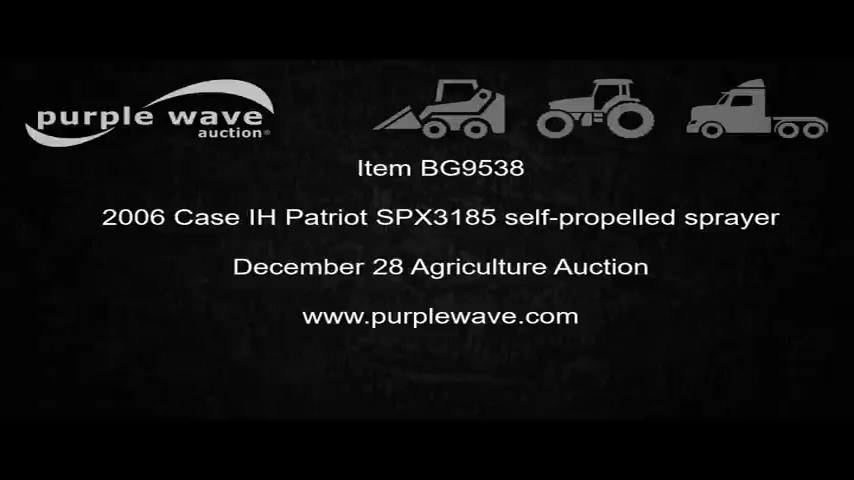 purple wave
auction®
Item BG9538
2006 Case IH Patriot SPX3185 self-propelled sprayer
December 28 Agriculture Auction
www.purplewave.com